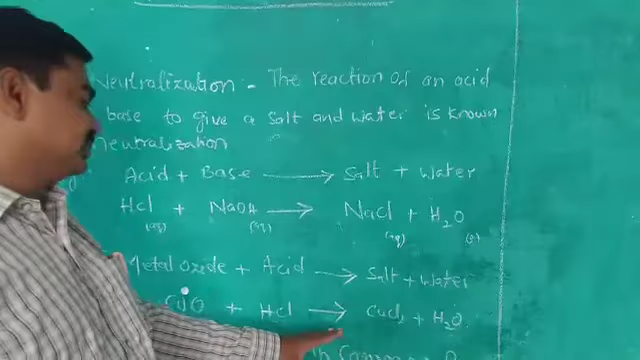 Neutralization - The reaction of an acid
base to give a salt and water is known
neutralization
Acid + Base → Salt + Water
Hcl + NaOH → Nacl + H₂O
(aq) (aq) (aq) (l)
Metal oxide + Acid → Salt + Water
CuO + Hcl → CuCl₂ + H₂O